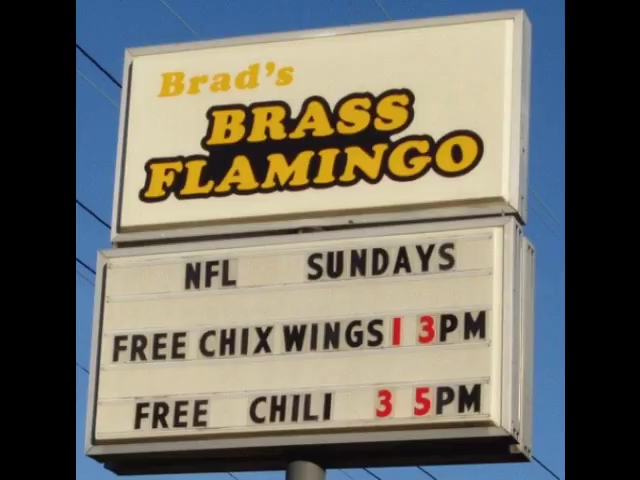 Brad's
BRASS
FLAMINGO
NFL SUNDAYS
FREE CHIX WINGS 1 3PM
FREE CHILI 3 5PM